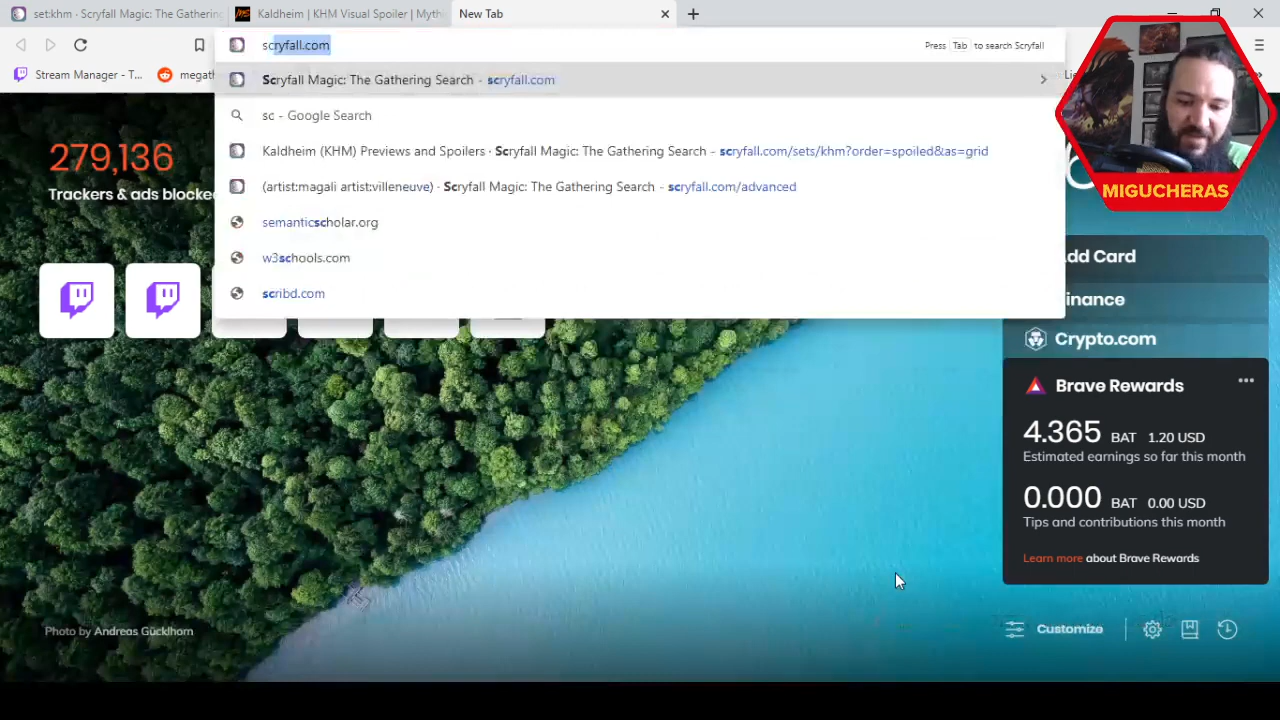 set:khm · Scryfall Magic: The Gathering
Kaldheim | KHM Visual Spoiler | Myth
New Tab
scryfall.com
Press Tab to search Scryfall
Stream Manager - T...
megath
Scryfall Magic: The Gathering Search - scryfall.com
sc - Google Search
Kaldheim (KHM) Previews and Spoilers · Scryfall Magic: The Gathering Search - scryfall.com/sets/khm?order=spoiled&as=grid
(artist:magali artist:villeneuve) · Scryfall Magic: The Gathering Search - scryfall.com/advanced
semanticscholar.org
w3schools.com
scribd.com
MIGUCHERAS
279,136
Trackers & ads blocked
dd Card
inance
Crypto.com
Brave Rewards
4.365 BAT 1.20 USD
Estimated earnings so far this month
0.000 BAT 0.00 USD
Tips and contributions this month
Learn more about Brave Rewards
Photo by Andreas Gücklhorn
Customize